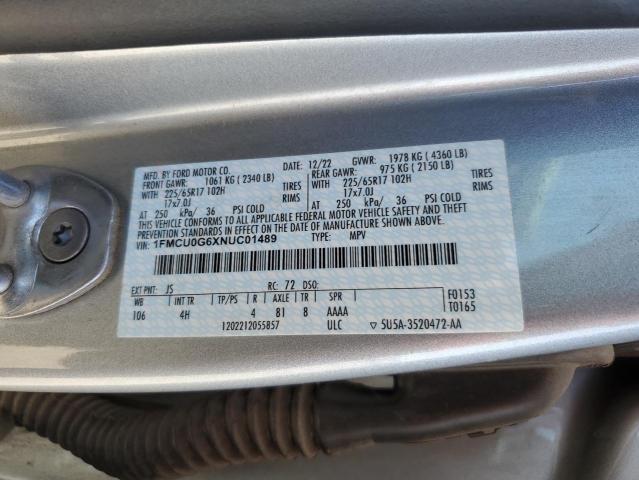 MFD. BY FORD MOTOR CO. DATE: 12/22 GVWR: 1978 KG ( 4360 LB)
FRONT GAWR: 1061 KG ( 2340 LB) REAR GAWR: 975 KG ( 2150 LB)
WITH 225/65R17 102H TIRES WITH 225/65R17 102H TIRES
17x7.0J RIMS 17x7.0J RIMS
AT 250 kPa/ 36 PSI COLD AT 250 kPa/ 36 PSI COLD
THIS VEHICLE CONFORMS TO ALL APPLICABLE FEDERAL MOTOR VEHICLE SAFETY AND THEFT
PREVENTION STANDARDS IN EFFECT ON THE DATE OF MANUFACTURE SHOWN ABOVE.
VIN: 1FMCU0G6XNUC01489 TYPE: MPV
EXT PNT: JS RC: 72 DSO: F0153
WB INT TR TP/PS R AXLE TR SPR T0165
106 4H 4 81 8 AAAA
1202212055857 ULC 5U5A-3520472-AA